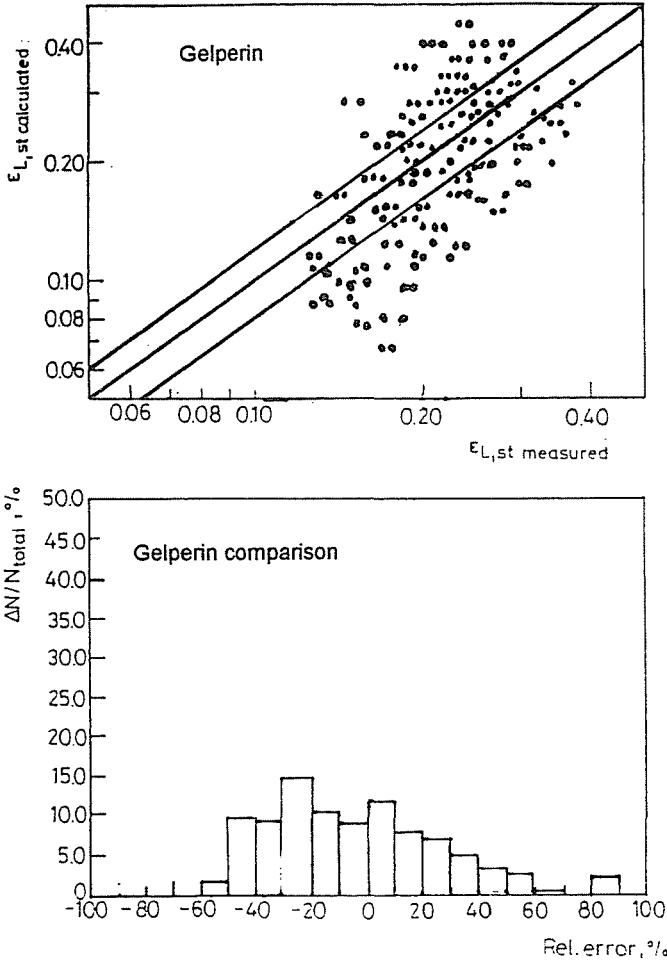 Gelperin
εL,st calculated
0.40
0.20
0.10
0.08
0.06
0.06 0.08 0.10 0.20 0.40
εL,st measured
Gelperin comparison
ΔN/Ntotal , %
50.0
45.0
40.0
35.0
30.0
25.0
20.0
15.0
10.0
5.0
0
-100 -80 -60 -40 -20 0 20 40 60 80 100
Rel. error, %